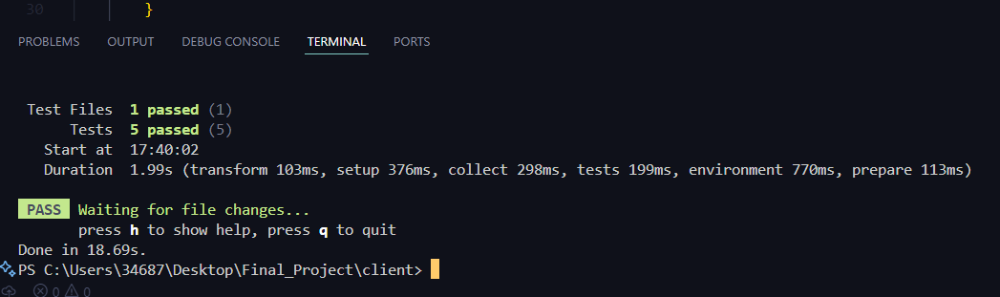 30 }
PROBLEMS OUTPUT DEBUG CONSOLE TERMINAL PORTS
Test Files 1 passed (1)
Tests 5 passed (5)
Start at 17:40:02
Duration 1.99s (transform 103ms, setup 376ms, collect 298ms, tests 199ms, environment 770ms, prepare 113ms)
PASS Waiting for file changes...
press h to show help, press q to quit
Done in 18.69s.
PS C:\Users\34687\Desktop\Final_Project\client>
0 0